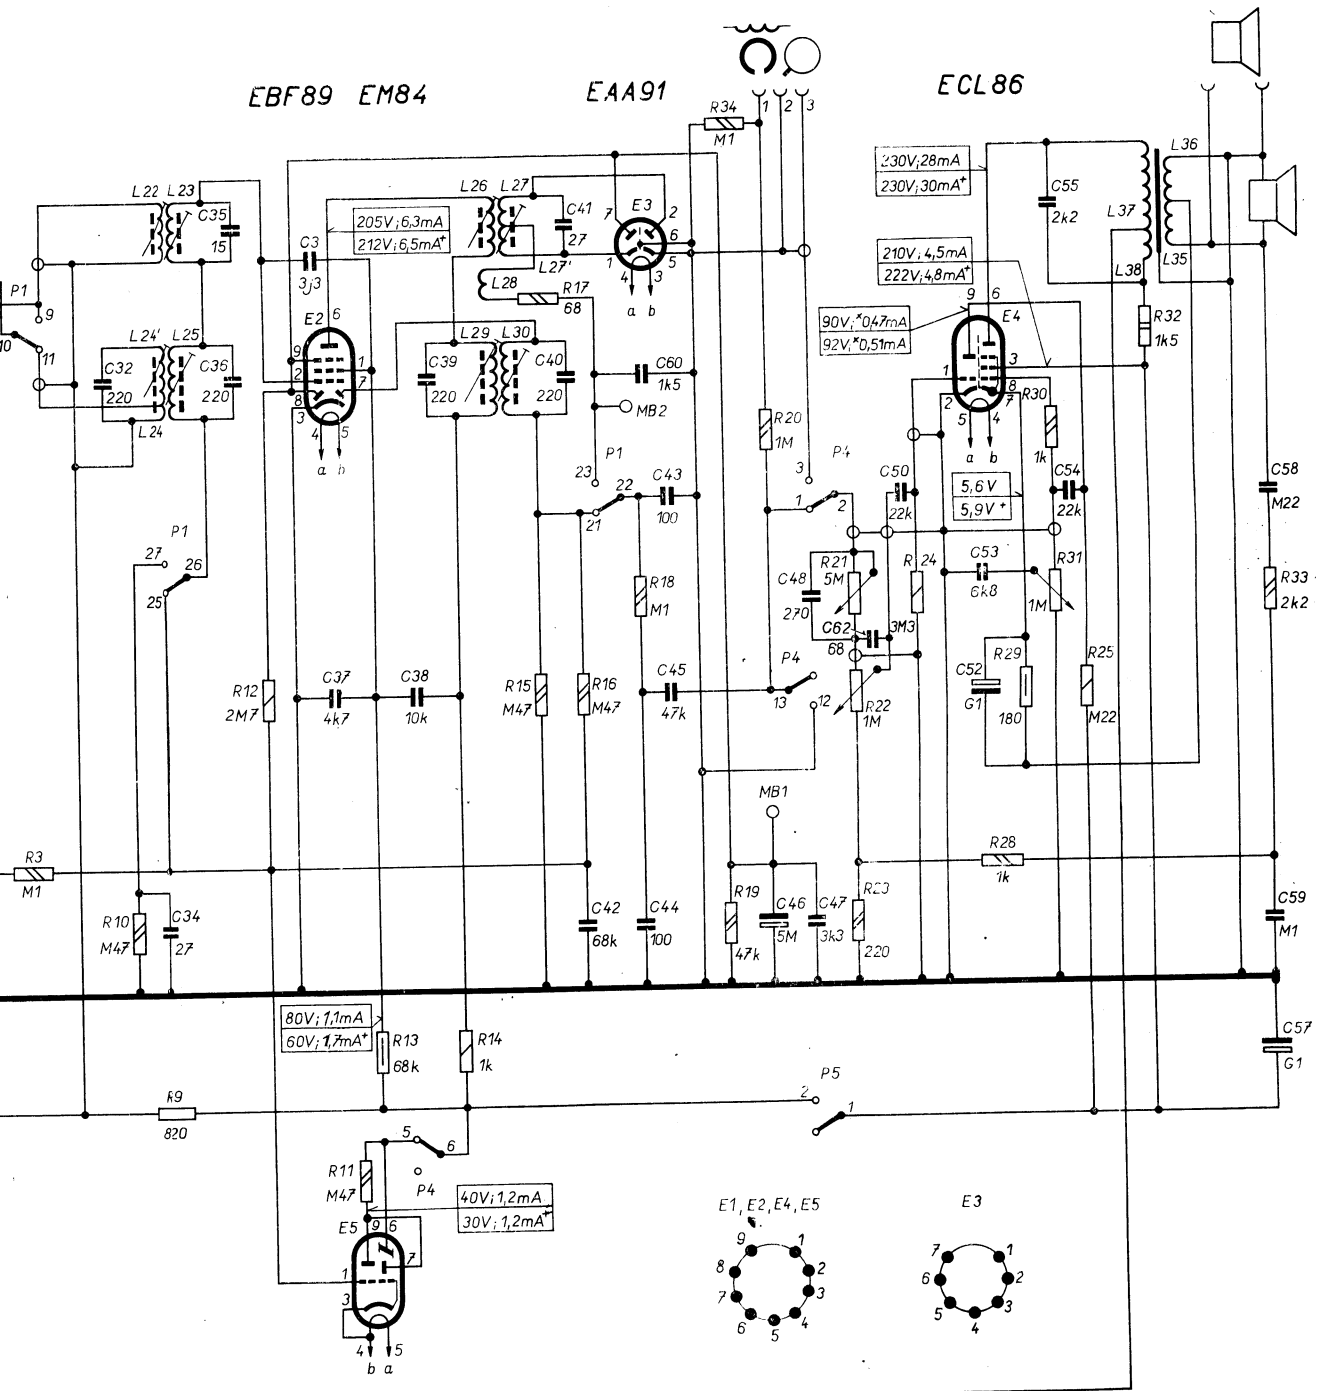 EBF89 EM84
EAA91
ECL86
R34
M1
1 2 3
230V;28mA
230V;30mA+
C55
2k2
L36
L37
L35
L38
L22 L23
C35
15
C3
3j3
205V;6,3mA
212V;6,5mA+
L26 L27
C41
27
L27'
L28
R17
68
E3
7 2
6
1 5
4 3
a b
210V;4,5mA
222V;4,8mA+
90V;x0,47mA
92V;x0,51mA
9 6
E4
R32
1k5
P1
9
10
11
L24' L25
C32
220
C36
220
L24
E2 6
9 1
2
7
8
3
4 5
a b
C39
220
L29 L30
C40
220
C60
1k5
MB2
1 3
2 8
7
5 4
a b
R30
1k
R20
1M
P1
23
22
21
C43
100
P4
3
1
2
C50
22k
5,6V
5,9V+
C54
22k
C58
M22
P1
27
26
25
R18
M1
C48
270
R21
5M
C62
68
R24
3M3
C53
6k8
R31
1M
R33
2k2
R12
2M7
C37
4k7
C38
10k
R15
M47
R16
M47
C45
47k
P4
13 12
R22
1M
C52
G1
R29
180
R25
M22
MB1
R3
M1
R28
1k
R10
M47
C34
27
C42
68k
C44
100
R19
47k
C46
5M
C47
3k3
R23
220
C59
M1
80V;1,1mA
60V;1,7mA+
R13
68k
R14
1k
C57
G1
R9
820
P5
2
1
5
6
P4
R11
M47
40V;1,2mA
30V;1,2mA+
E5 9 6
7
1
3
4 5
b a
E1, E2, E4, E5
9 1
8 2
7 3
6 5 4
E3
7 1
6 2
5 4 3